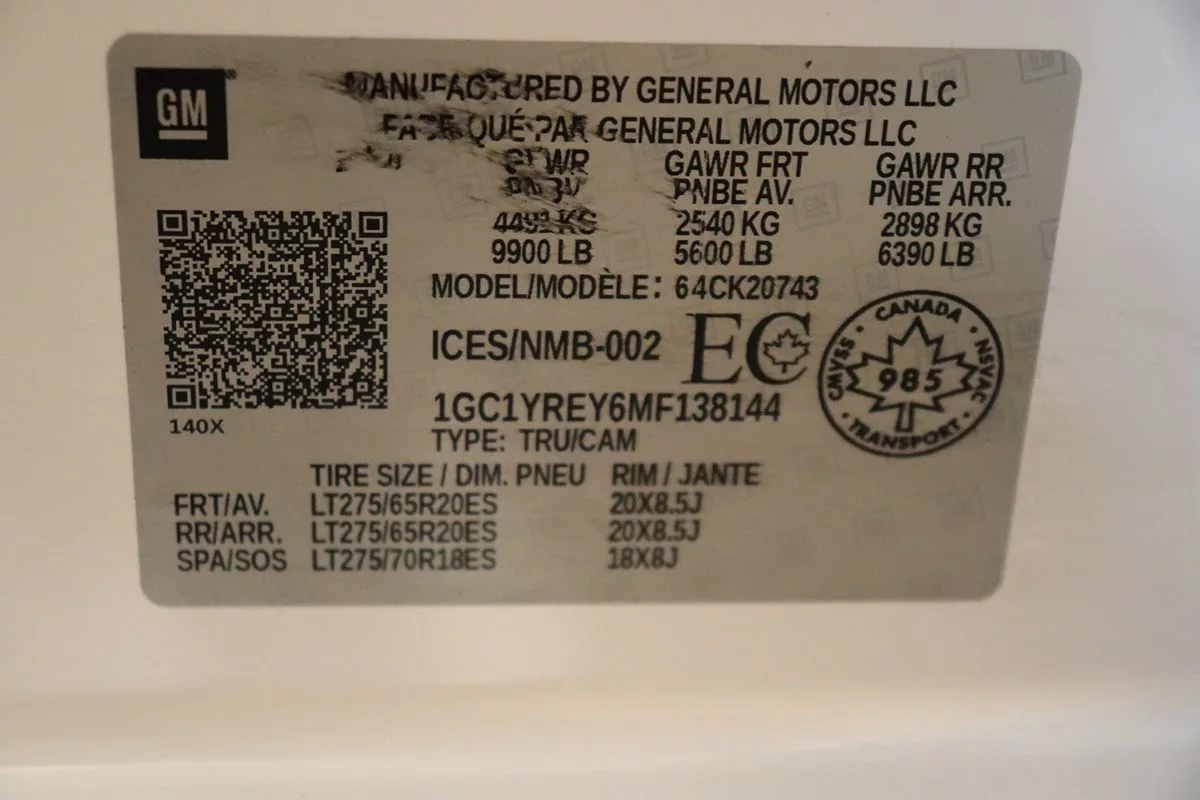 GM
MANUFACTURED BY GENERAL MOTORS LLC
QUÉ PAR GENERAL MOTORS LLC
GAWR FRT GAWR RR
PNBE AV. PNBE ARR.
2540 KG 2898 KG
9900 LB 5600 LB 6390 LB
MODEL/MODÈLE: 64CK20743
ICES/NMB-002 EC
CANADA
CMVSS 985 NSVAC
TRANSPORT
1GC1YREY6MF138144
140X
TYPE: TRU/CAM
TIRE SIZE / DIM. PNEU RIM / JANTE
FRT/AV. LT275/65R20ES 20X8.5J
RR/ARR. LT275/65R20ES 20X8.5J
SPA/SOS LT275/70R18ES 18X8J